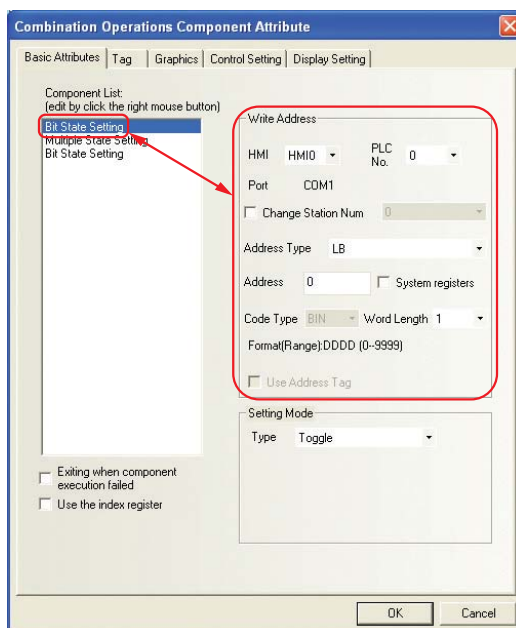 Combination Operations Component Attribute
Basic Attributes Tag Graphics Control Setting Display Setting
Component List:
(edit by click the right mouse button)
Bit State Setting
Multiple State Setting
Bit State Setting
Exiting when component
execution failed
Use the index register
Write Address
HMI HMI0 PLC No. 0
Port COM1
Change Station Num 0
Address Type LB
Address 0 System registers
Code Type BIN Word Length 1
Format(Range):DDDD (0--9999)
Use Address Tag
Setting Mode
Type Toggle
OK Cancel